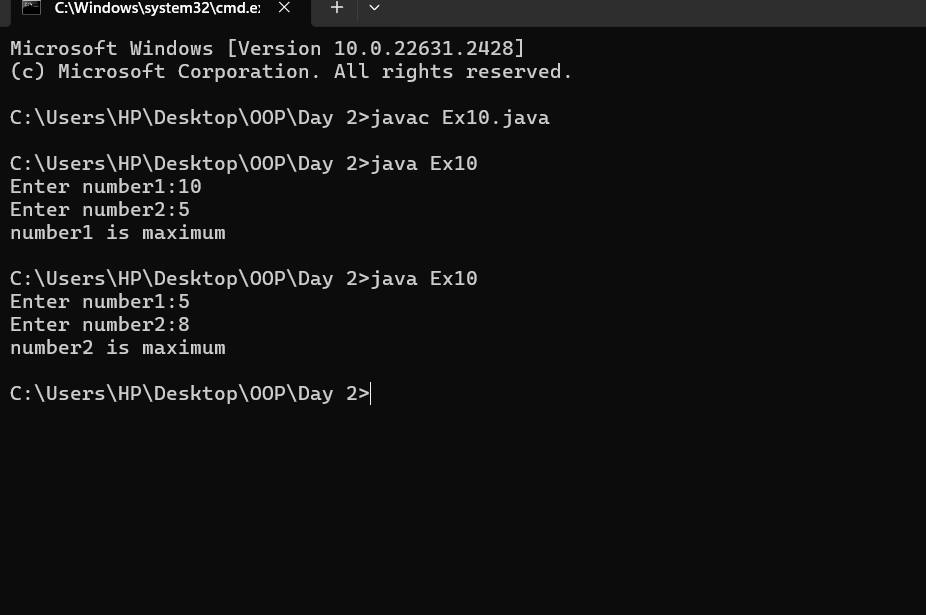 C:\Windows\system32\cmd.e
Microsoft Windows [Version 10.0.22631.2428]
(c) Microsoft Corporation. All rights reserved.
C:\Users\HP\Desktop\OOP\Day 2>javac Ex10.java
C:\Users\HP\Desktop\OOP\Day 2>java Ex10
Enter number1:10
Enter number2:5
number1 is maximum
C:\Users\HP\Desktop\OOP\Day 2>java Ex10
Enter number1:5
Enter number2:8
number2 is maximum
C:\Users\HP\Desktop\OOP\Day 2>